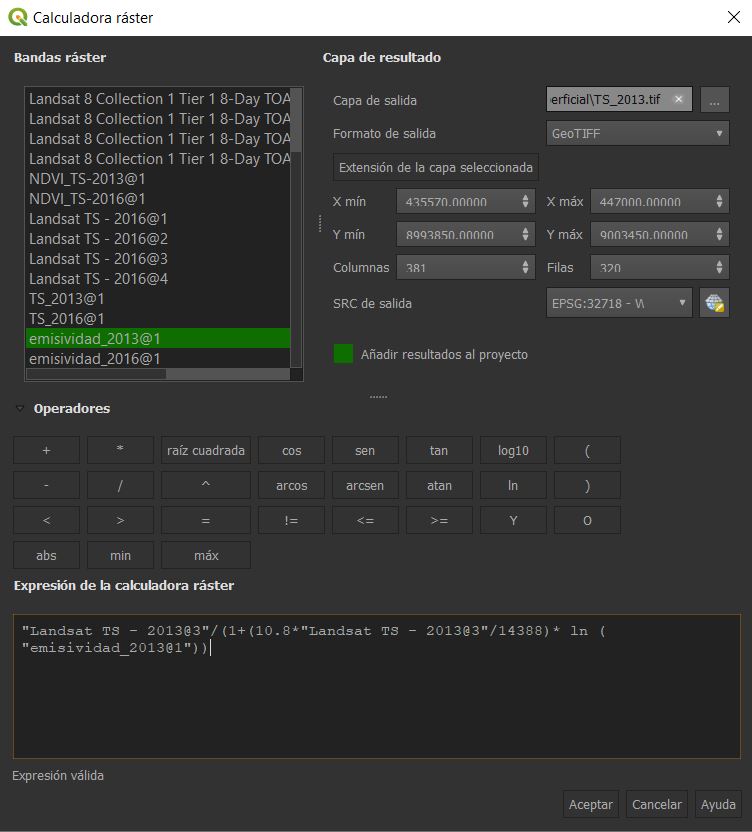 Calculadora ráster
Bandas ráster
Capa de resultado
Landsat 8 Collection 1 Tier 1 8-Day TOA
Landsat 8 Collection 1 Tier 1 8-Day TOA
Landsat 8 Collection 1 Tier 1 8-Day TOA
Landsat 8 Collection 1 Tier 1 8-Day TOA
NDVI_TS-2013@1
NDVI_TS-2016@1
Landsat TS - 2016@1
Landsat TS - 2016@2
Landsat TS - 2016@3
Landsat TS - 2016@4
TS_2013@1
TS_2016@1
emisividad_2013@1
emisividad_2016@1
Capa de salida erficial\TS_2013.tif ...
Formato de salida GeoTIFF
Extensión de la capa seleccionada
X mín 435570.00000 X máx 447000.00000
Y mín 8993850.00000 Y máx 9003450.00000
Columnas 381 Filas 320
SRC de salida EPSG:32718 - W
Añadir resultados al proyecto
Operadores
+ * raíz cuadrada cos sen tan log10 (
- / ^ arcos arcsen atan ln )
< > = != <= >= Y O
abs min máx
Expresión de la calculadora ráster
"Landsat TS - 2013@3"/(1+(10.8*"Landsat TS - 2013@3"/14388)* ln (
"emisividad_2013@1"))
Expresión válida
Aceptar Cancelar Ayuda